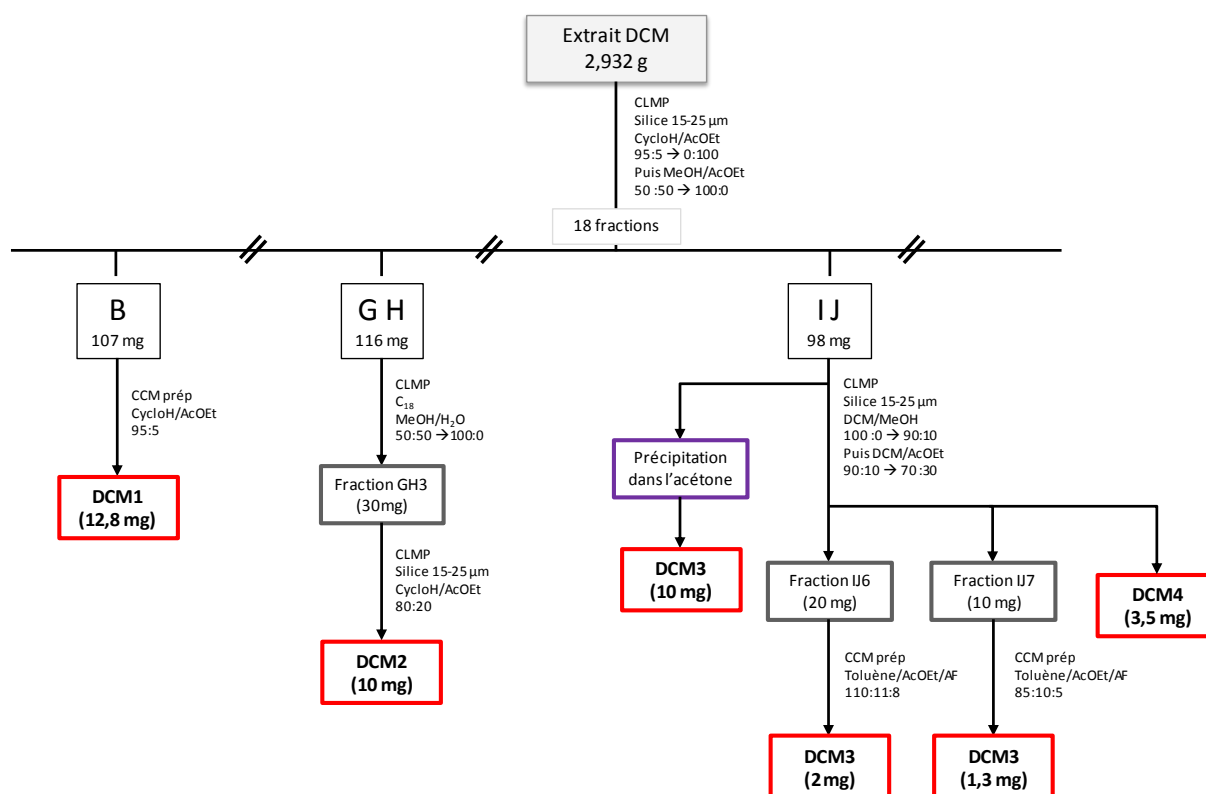 Extrait DCM
2,932 g
CLMP
Silice 15-25 µm
CycloH/AcOEt
95:5 → 0:100
Puis MeOH/AcOEt
50 :50 → 100:0
18 fractions
B
107 mg
G H
116 mg
I J
98 mg
CCM prép
CycloH/AcOEt
95:5
CLMP
C18
MeOH/H2O
50:50 →100:0
CLMP
Silice 15-25 µm
DCM/MeOH
100 :0 → 90:10
Puis DCM/AcOEt
90:10 → 70 :30
Précipitation
dans l'acétone
DCM1
(12,8 mg)
Fraction GH3
(30mg)
CLMP
Silice 15-25 µm
CycloH/AcOEt
80:20
DCM3
(10 mg)
Fraction IJ6
(20 mg)
Fraction IJ7
(10 mg)
DCM4
(3,5 mg)
DCM2
(10 mg)
CCM prép
Toluène/AcOEt/AF
110:11:8
CCM prép
Toluène/AcOEt/AF
85:10:5
DCM3
(2 mg)
DCM3
(1,3 mg)